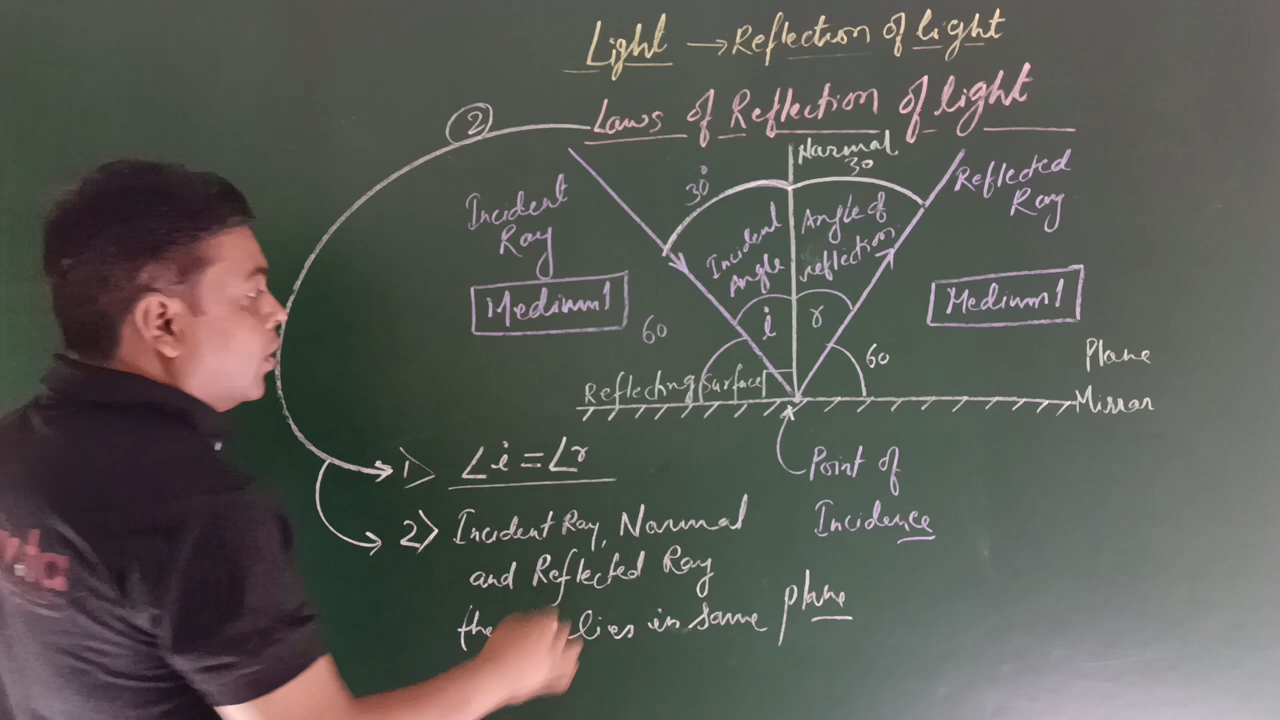 Light → Reflection of light
Laws of Reflection of light
2
Normal
30°
30
Incident
Ray
Reflected
Ray
Incident
Angle
Angle of
reflection
Medium 1
Medium 1
i
r
60
60
Reflecting surface
Plane
Mirror
1) ∠i = ∠r
Point of
Incidence
2) Incident Ray, Normal
and Reflected Ray
lies in same plane